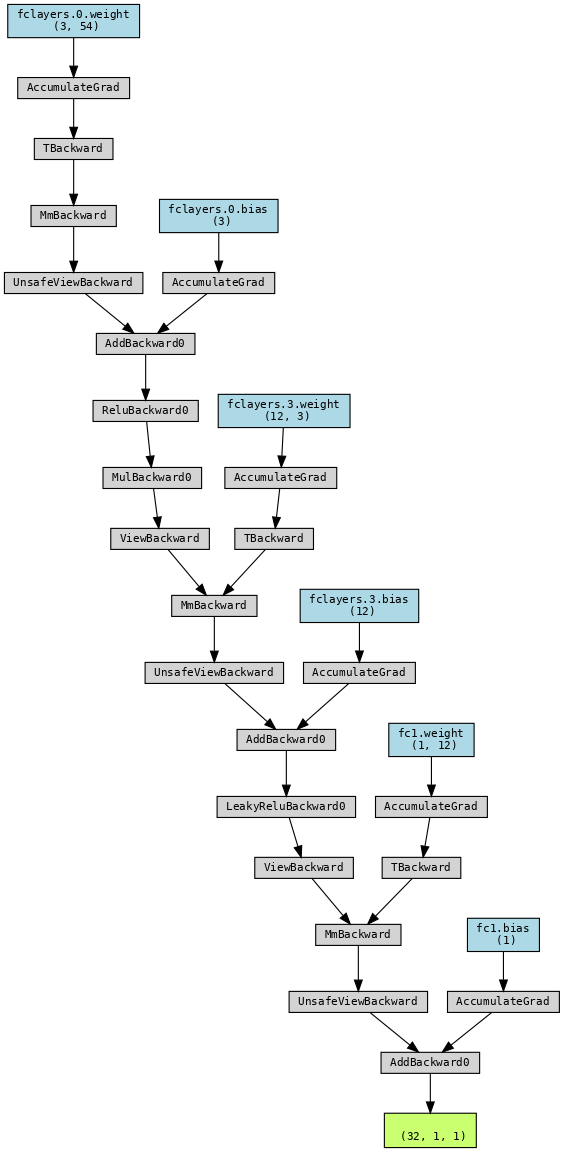 fclayers.0.weight
(3, 54)
AccumulateGrad
TBackward
MmBackward
fclayers.0.bias
(3)
UnsafeViewBackward
AccumulateGrad
AddBackward0
ReluBackward0
fclayers.3.weight
(12, 3)
MulBackward0
AccumulateGrad
ViewBackward
TBackward
MmBackward
fclayers.3.bias
(12)
UnsafeViewBackward
AccumulateGrad
AddBackward0
fc1.weight
(1, 12)
LeakyReluBackward0
AccumulateGrad
ViewBackward
TBackward
MmBackward
fc1.bias
(1)
UnsafeViewBackward
AccumulateGrad
AddBackward0
(32, 1, 1)